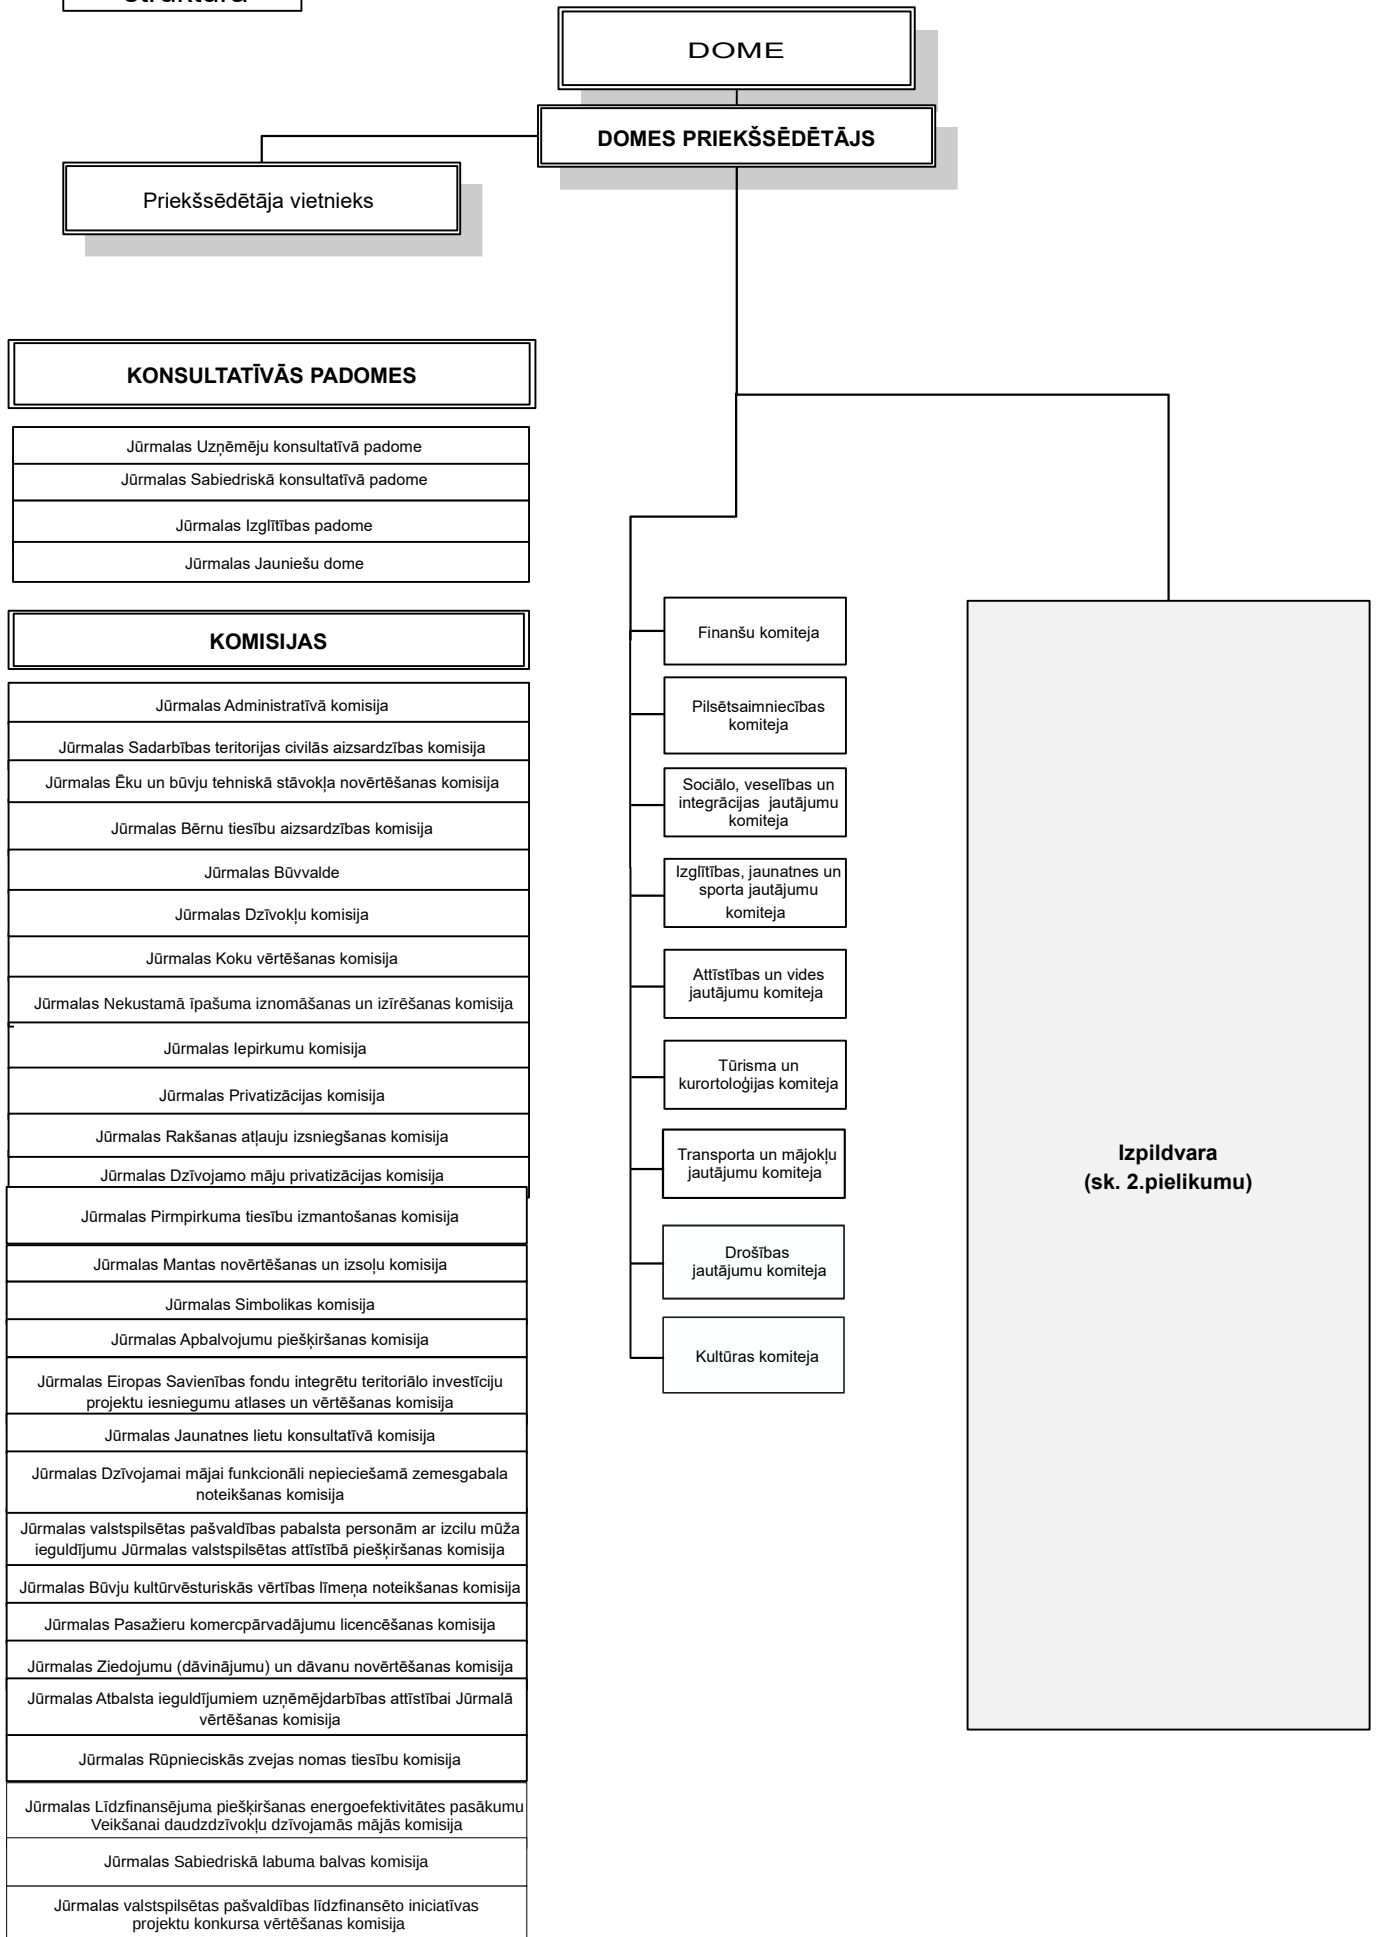 DOME
DOMES PRIEKŠSĒDĒTĀJS
Priekšsēdētāja vietnieks
KONSULTATĪVĀS PADOMES
Jūrmalas Uzņēmēju konsultatīvā padome
Jūrmalas Sabiedriskā konsultatīvā padome
Jūrmalas Izglītības padome
Jūrmalas Jauniešu dome
KOMISIJAS
Jūrmalas Administratīvā komisija
Jūrmalas Sadarbības teritorijas civilās aizsardzības komisija
Jūrmalas Ēku un būvju tehniskā stāvokļa novērtēšanas komisija
Jūrmalas Bērnu tiesību aizsardzības komisija
Jūrmalas Būvvalde
Jūrmalas Dzīvokļu komisija
Jūrmalas Koku vērtēšanas komisija
Jūrmalas Nekustamā īpašuma iznomāšanas un izīrēšanas komisija
Jūrmalas Iepirkumu komisija
Jūrmalas Privatizācijas komisija
Jūrmalas Rakšanas atļauju izsniegšanas komisija
Jūrmalas Dzīvojamo māju privatizācijas komisija
Jūrmalas Pirmpirkuma tiesību izmantošanas komisija
Jūrmalas Mantas novērtēšanas un izsoļu komisija
Jūrmalas Simbolikas komisija
Jūrmalas Apbalvojumu piešķiršanas komisija
Jūrmalas Eiropas Savienības fondu integrētu teritoriālo investīciju
projektu iesniegumu atlases un vērtēšanas komisija
Jūrmalas Jaunatnes lietu konsultatīvā komisija
Jūrmalas Dzīvojamai mājai funkcionāli nepieciešamā zemesgabala
noteikšanas komisija
Jūrmalas valstspilsētas pašvaldības pabalsta personām ar izcilu mūža
ieguldījumu Jūrmalas valstspilsētas attīstībā piešķiršanas komisija
Jūrmalas Būvju kultūrvēsturiskās vērtības līmeņa noteikšanas komisija
Jūrmalas Pasažieru komercpārvadājumu licencēšanas komisija
Jūrmalas Ziedojumu (dāvinājumu) un dāvanu novērtēšanas komisija
Jūrmalas Atbalsta ieguldījumiem uzņēmējdarbības attīstībai Jūrmalā
vērtēšanas komisija
Jūrmalas Rūpnieciskās zvejas nomas tiesību komisija
Jūrmalas Līdzfinansējuma piešķiršanas energoefektivitātes pasākumu
Veikšanai daudzdzīvokļu dzīvojamās mājās komisija
Jūrmalas Sabiedriskā labuma balvas komisija
Jūrmalas valstspilsētas pašvaldības līdzfinansēto iniciatīvas
projektu konkursa vērtēšanas komisija
Finanšu komiteja
Pilsētsaimniecības
komiteja
Sociālo, veselības un
integrācijas jautājumu
komiteja
Izglītības, jaunatnes un
sporta jautājumu
komiteja
Attīstības un vides
jautājumu komiteja
Tūrisma un
kurortoloģijas komiteja
Transporta un mājokļu
jautājumu komiteja
Drošības
jautājumu komiteja
Kultūras komiteja
Izpildvara
(sk. 2.pielikumu)